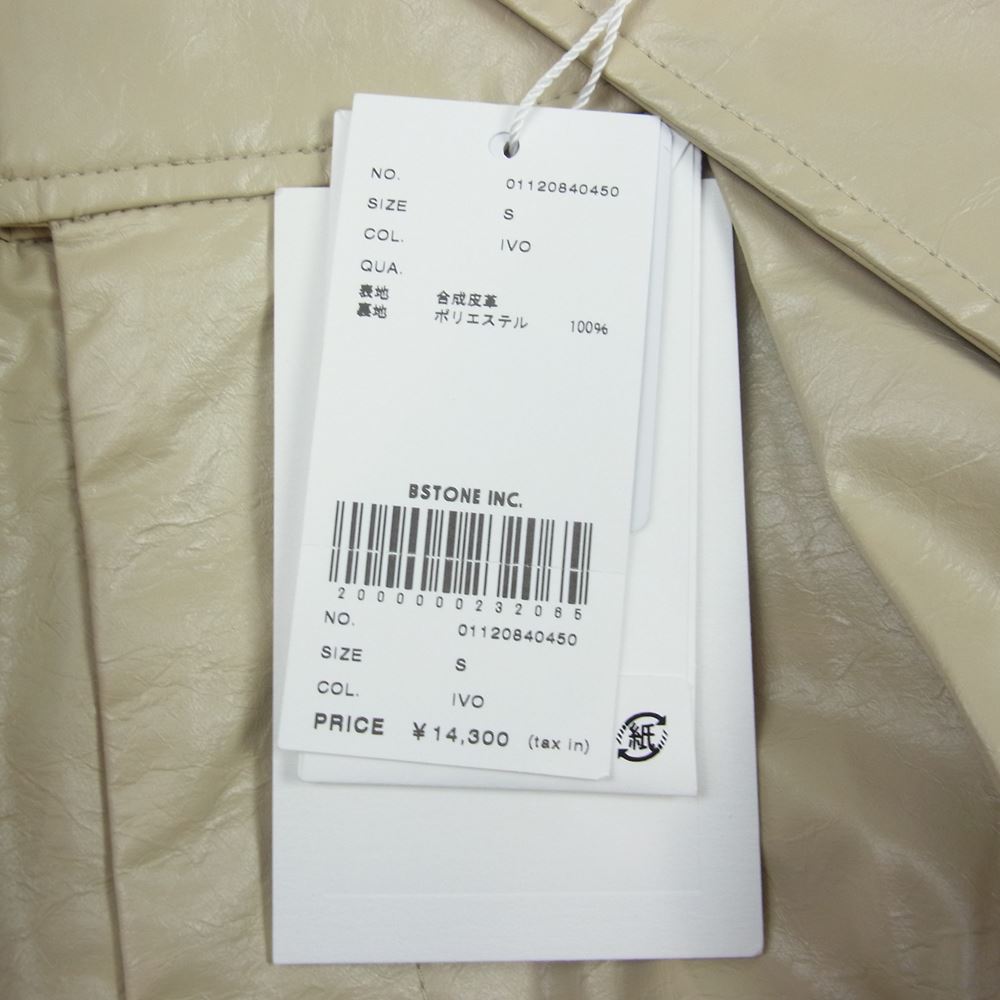 NO. 01120840450
SIZE S
COL. IVO
QUA.
表地 合成皮革
裏地 ポリエステル 100%
BSTONE INC.
2000000232065
NO. 01120840450
SIZE S
COL. IVO
PRICE ¥14,300 (tax in)
紙